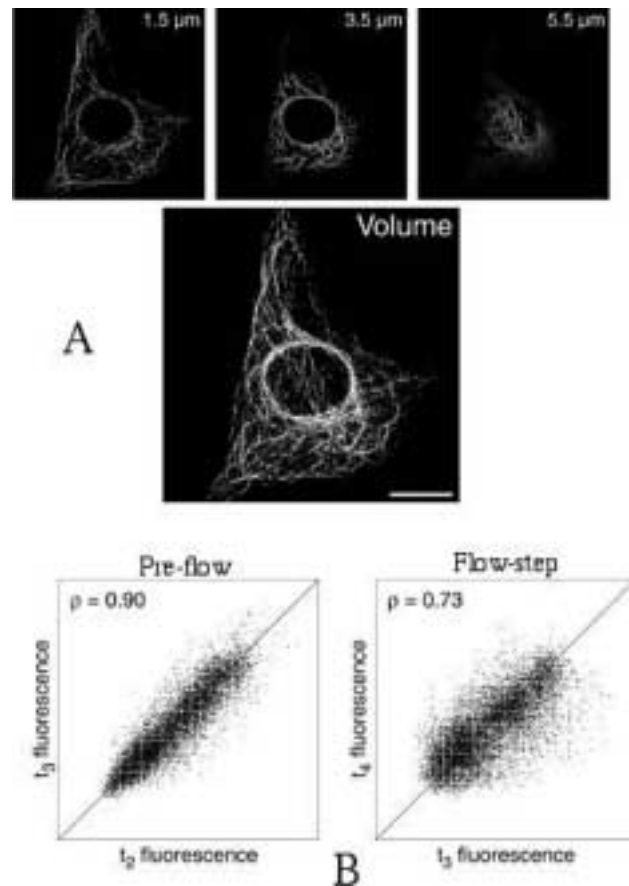 1.5 µm
3.5 µm
5.5 µm
Volume
A
Pre-flow
Flow-step
ρ = 0.90
ρ = 0.73
t3 fluorescence
t4 fluorescence
t2 fluorescence
t3 fluorescence
B